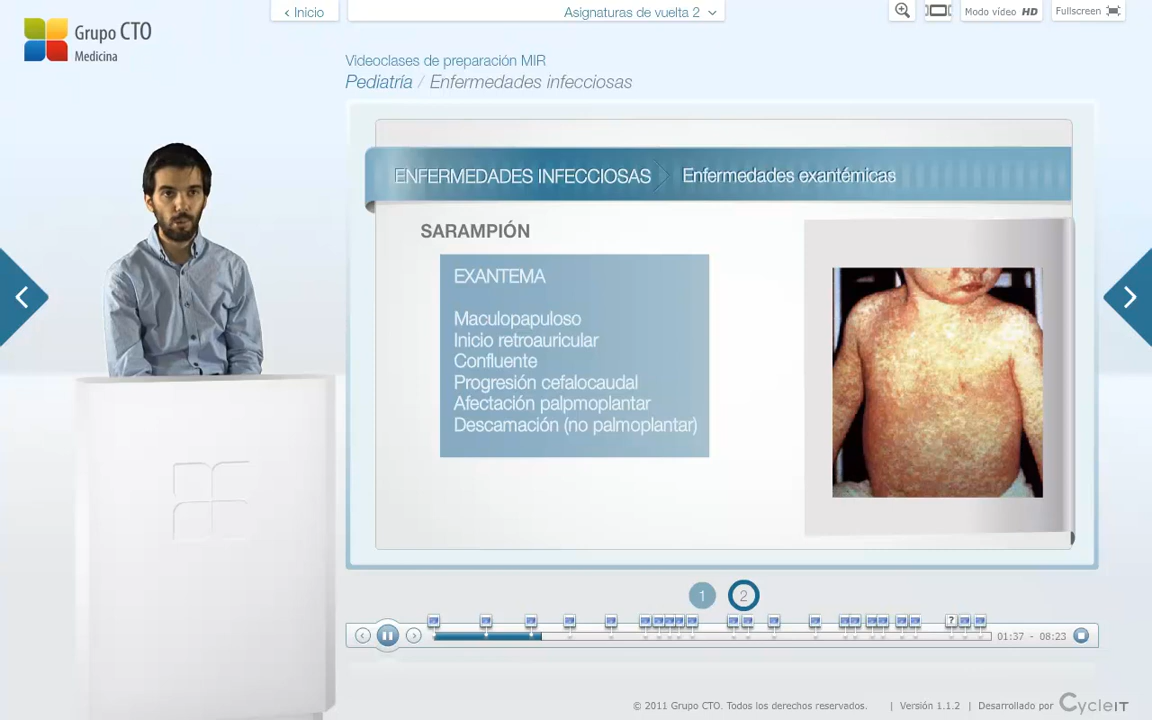 ‹ Inicio
Asignaturas de vuelta 2
Modo vídeo HD
Fullscreen
Grupo CTO
Medicina
Videoclases de preparación MIR
Pediatría / Enfermedades infecciosas
ENFERMEDADES INFECCIOSAS
Enfermedades exantémicas
SARAMPIÓN
EXANTEMA
Maculopapuloso
Inicio retroauricular
Confluente
Progresión cefalocaudal
Afectación palpmoplantar
Descamación (no palmoplantar)
1
2
?
01:37 - 08:23
© 2011 Grupo CTO. Todos los derechos reservados. | Versión 1.1.2 | Desarrollado por CycleIT